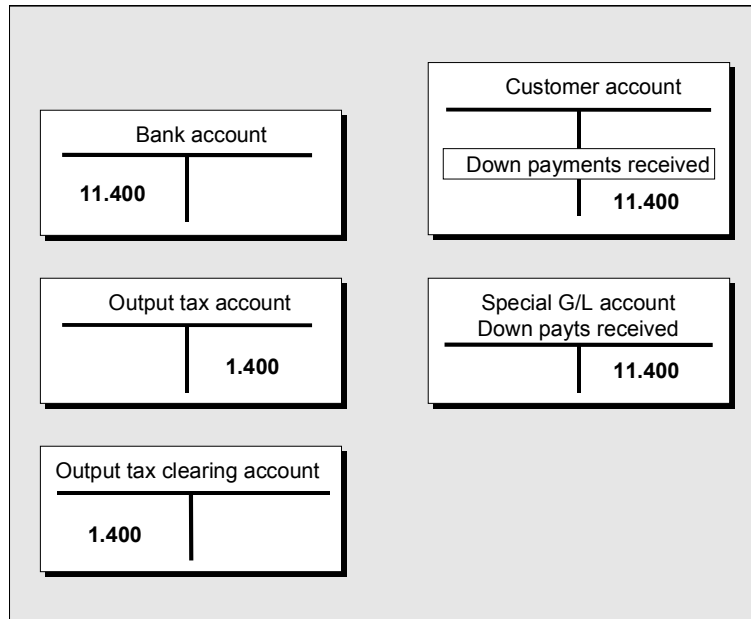 Bank account
11.400
Customer account
Down payments received
11.400
Output tax account
1.400
Special G/L account
Down payts received
11.400
Output tax clearing account
1.400